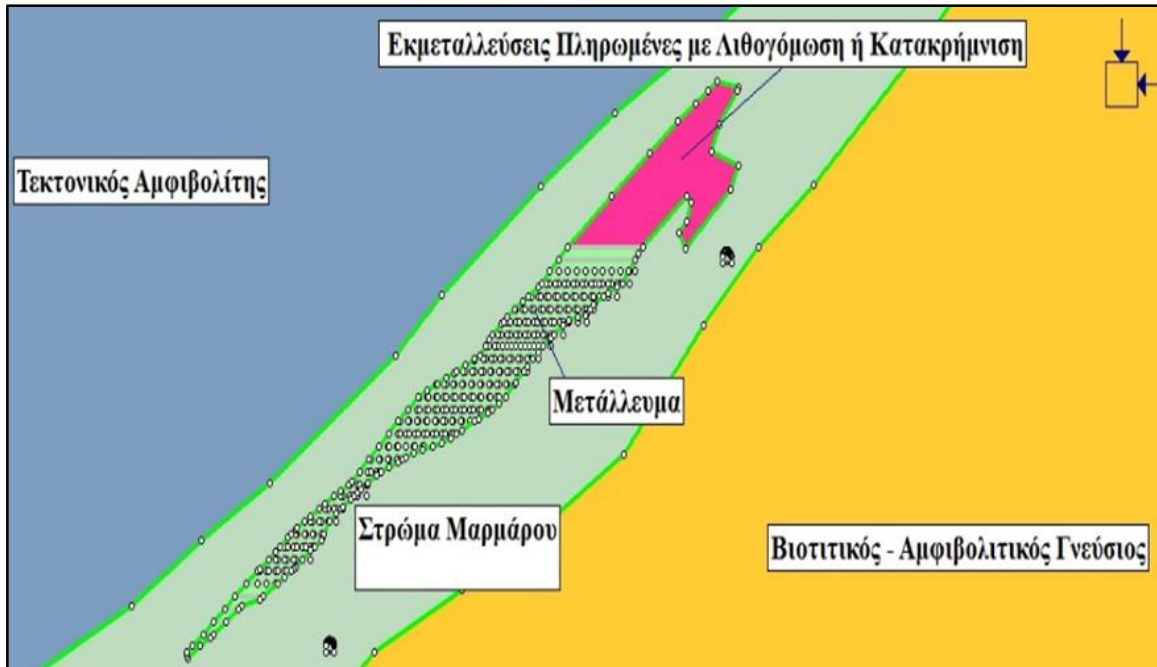 Εκμεταλλεύσεις Πληρωμένες με Λιθογόμωση ή Κατακρήμνιση
Τεκτονικός Αμφιβολίτης
Μετάλλευμα
Στρώμα Μαρμάρου
Βιοτιτικός - Αμφιβολιτικός Γνεύσιος